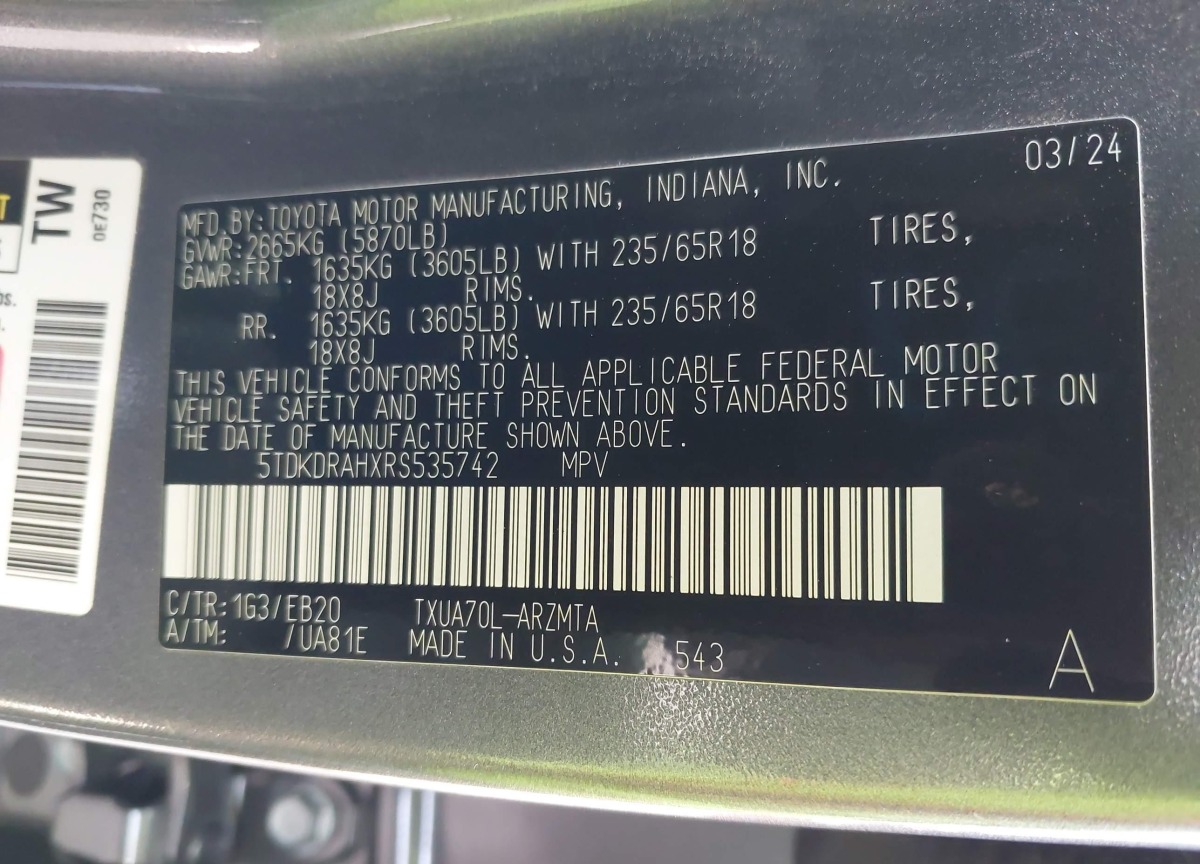 TW
0E730
03/24
MFD.BY:TOYOTA MOTOR MANUFACTURING, INDIANA, INC.
GVWR:2665KG (5870LB)
GAWR:FRT. 1635KG (3605LB) WITH 235/65R18 TIRES,
18X8J RIMS.
RR. 1635KG (3605LB) WITH 235/65R18 TIRES,
18X8J RIMS.
THIS VEHICLE CONFORMS TO ALL APPLICABLE FEDERAL MOTOR
VEHICLE SAFETY AND THEFT PREVENTION STANDARDS IN EFFECT ON
THE DATE OF MANUFACTURE SHOWN ABOVE.
5TDKDRAHXRS535742 MPV
C/TR:1G3/EB20 TXUA70L-ARZMTA
A/TM: /UA81E MADE IN U.S.A. 543
A